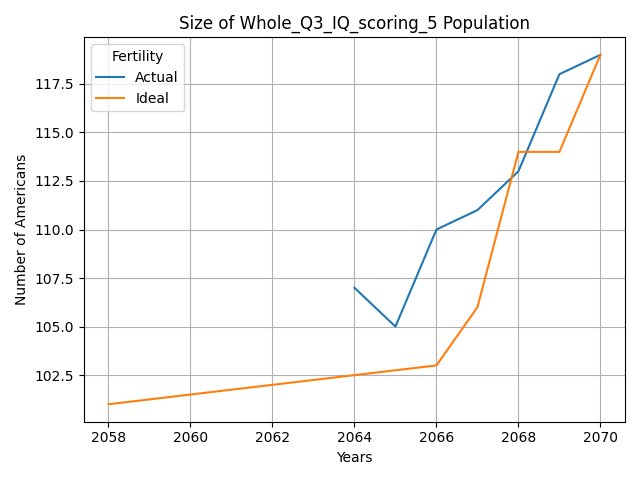 Size of Whole_Q3_IQ_scoring_5 Population
Fertility
Actual
Ideal
117.5
115.0
112.5
110.0
107.5
105.0
102.5
Number of Americans
2058 2060 2062 2064 2066 2068 2070
Years